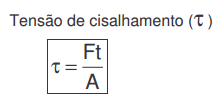 Tensão de cisalhamento (τ)
τ = Ft/A